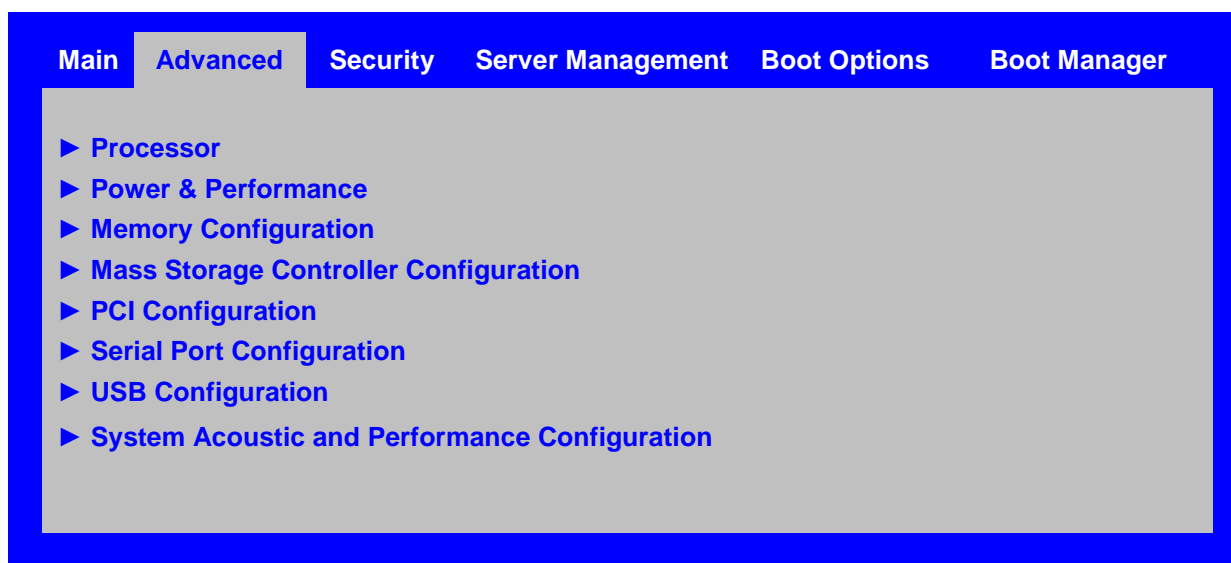 Main Advanced Security Server Management Boot Options Boot Manager
► Processor
► Power & Performance
► Memory Configuration
► Mass Storage Controller Configuration
► PCI Configuration
► Serial Port Configuration
► USB Configuration
► System Acoustic and Performance Configuration